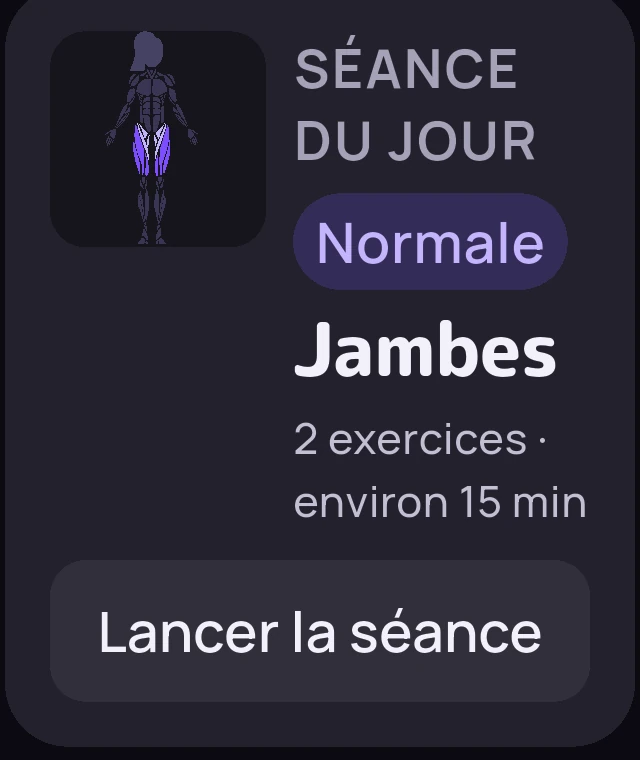 SÉANCE
DU JOUR
Normale
Jambes
2 exercices ·
environ 15 min
Lancer la séance